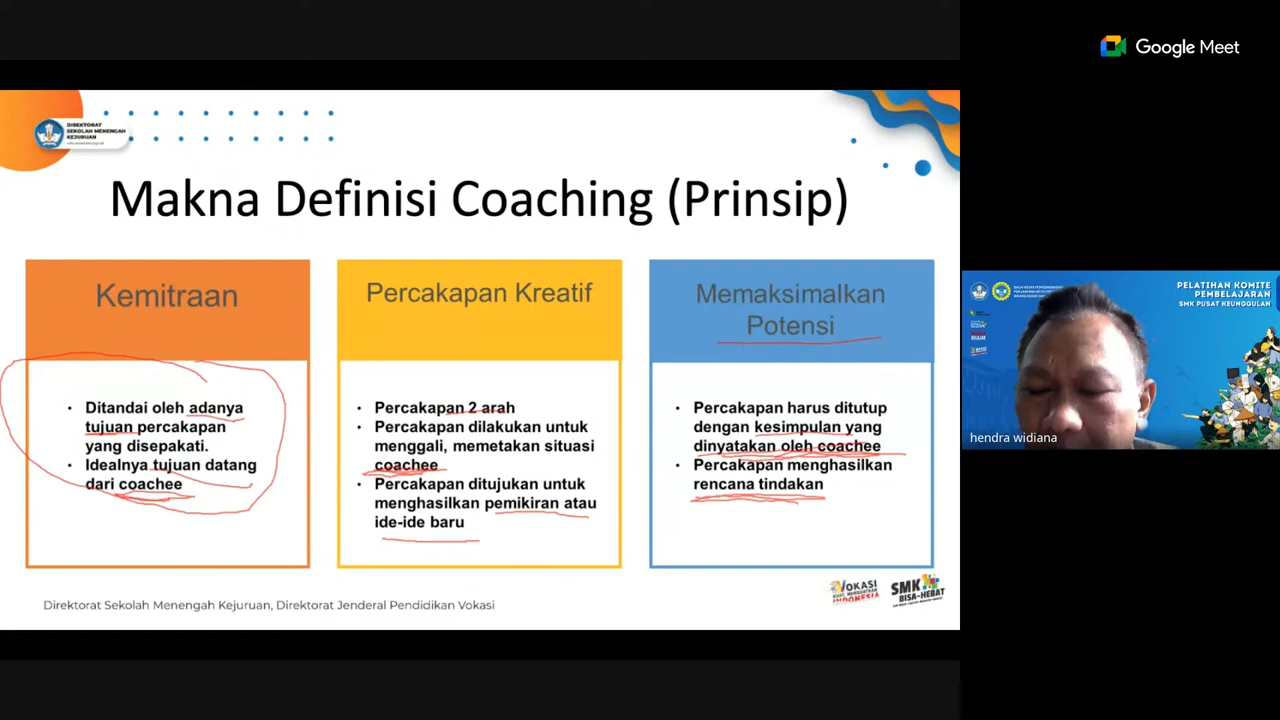 Google Meet
DIREKTORAT
SEKOLAH MENENGAH
KEJURUAN
Makna Definisi Coaching (Prinsip)
Kemitraan
Ditandai oleh adanya
tujuan percakapan
yang disepakati.
Idealnya tujuan datang
dari coachee
Percakapan Kreatif
Percakapan 2 arah
Percakapan dilakukan untuk
menggali, memetakan situasi
coachee
Percakapan ditujukan untuk
menghasilkan pemikiran atau
ide-ide baru
Memaksimalkan
Potensi
Percakapan harus ditutup
dengan kesimpulan yang
dinyatakan oleh coachee
Percakapan menghasilkan
rencana tindakan
Direktorat Sekolah Menengah Kejuruan, Direktorat Jenderal Pendidikan Vokasi
VOKASI
INDONESIA
SMK
BISA-HEBAT
PELATIHAN KOMITE
PEMBELAJARAN
SMK PUSAT KEUNGGULAN
hendra widiana